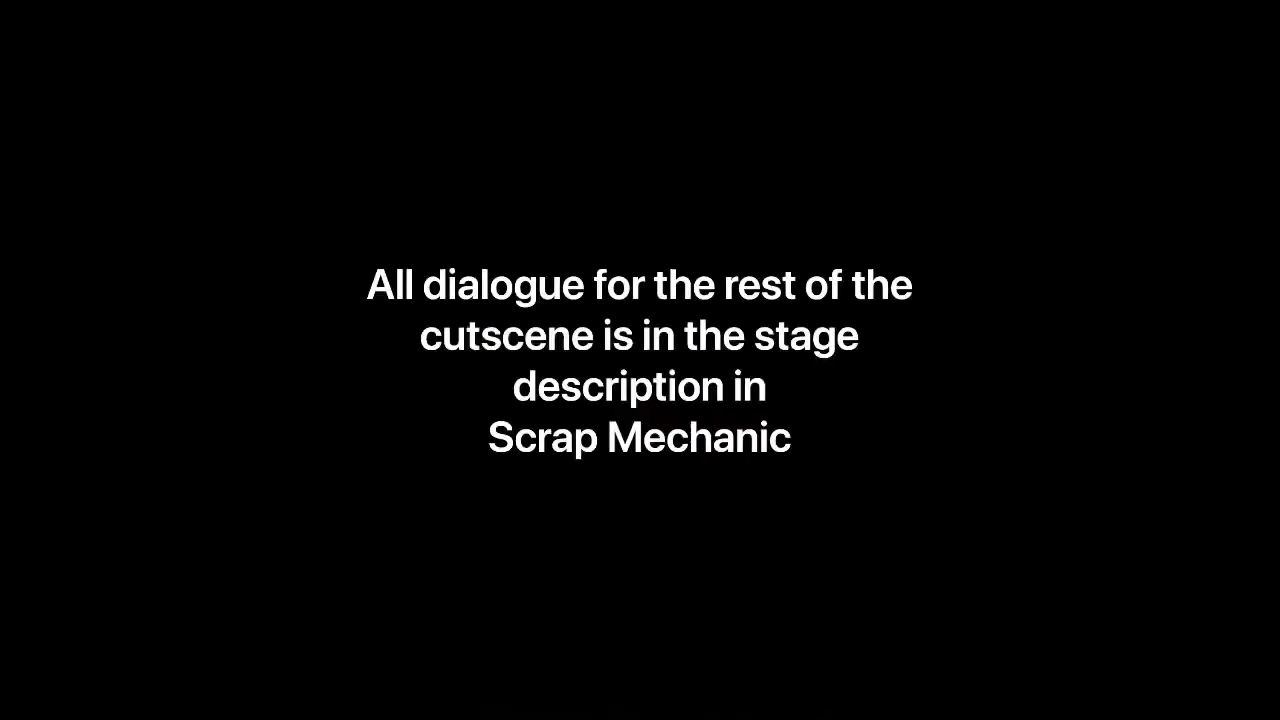 All dialogue for the rest of the
cutscene is in the stage
description in
Scrap Mechanic